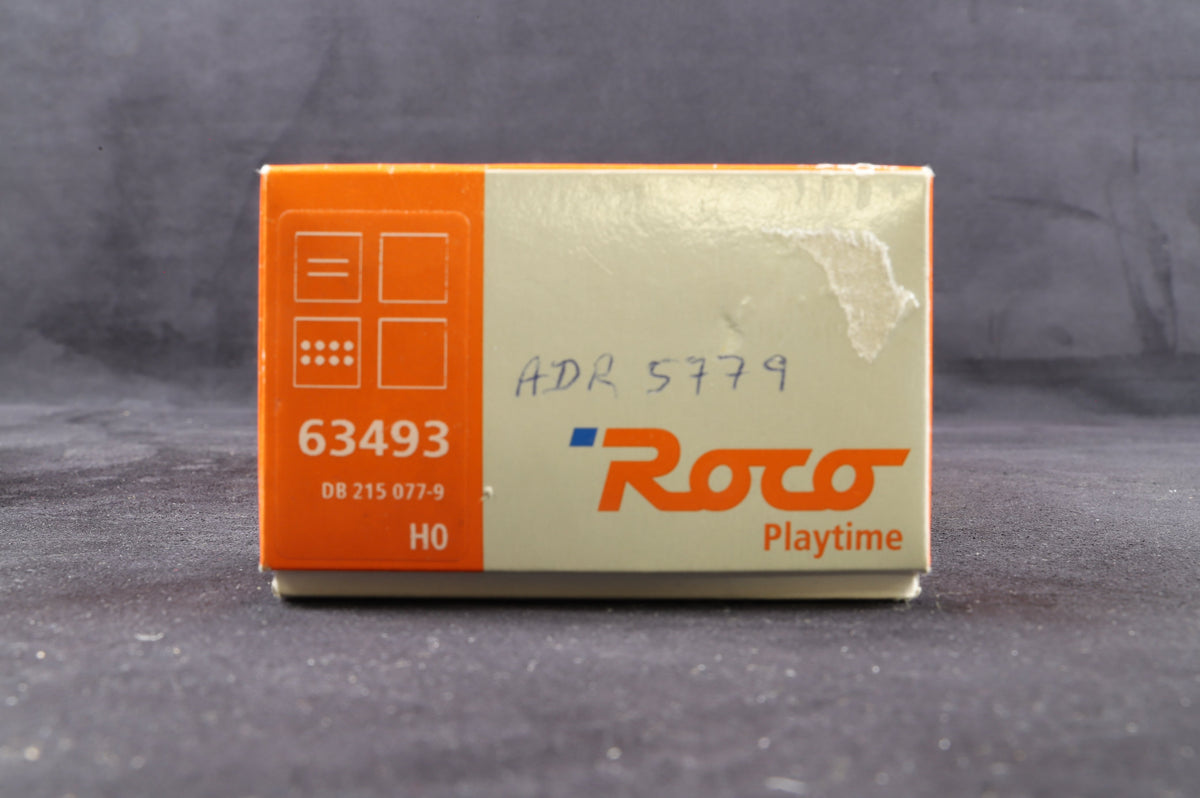 63493
DB 215 077-9
H0
ADR 5779
Roco
Playtime